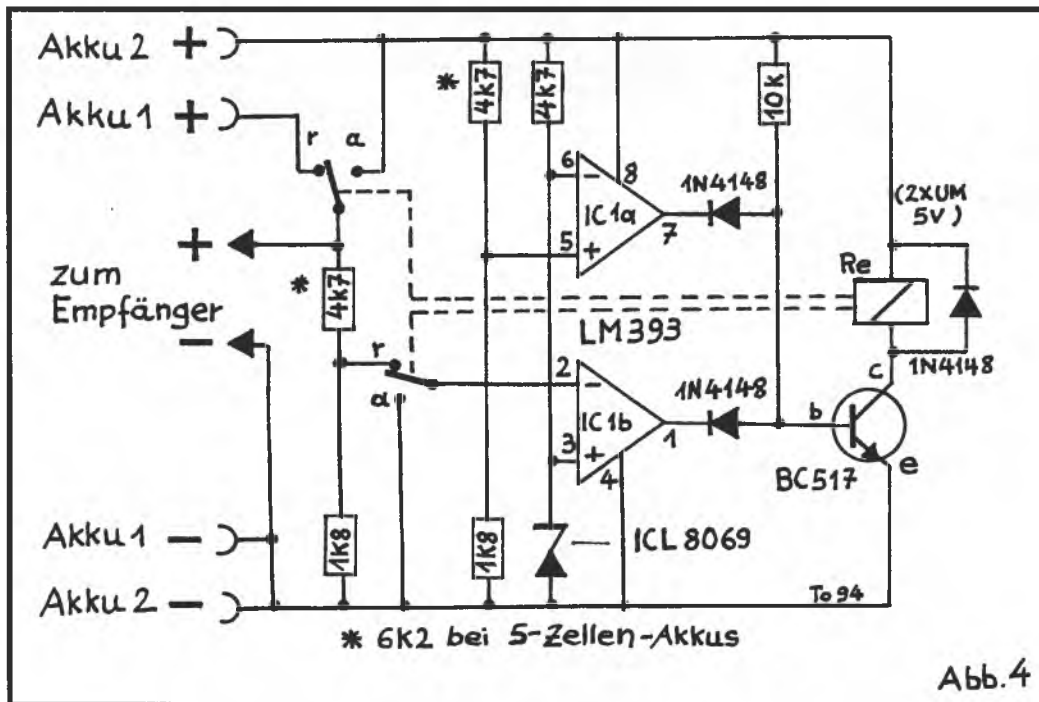 Akku 2 +
Akku 1 +
r a
+
zum
Empfänger
-
* 4k7
r
a
Akku 1 -
Akku 2 -
1k8
* 4k7
4k7
10k
6 -
8
IC1a
5 +
7
1N4148
(2XUM
5V)
Re
LM393
1N4148
2 -
IC1b
3 +
4
1
1N4148
c
b
e
BC517
1k8
ICL 8069
To94
* 6k2 bei 5-Zellen-Akkus
Abb.4